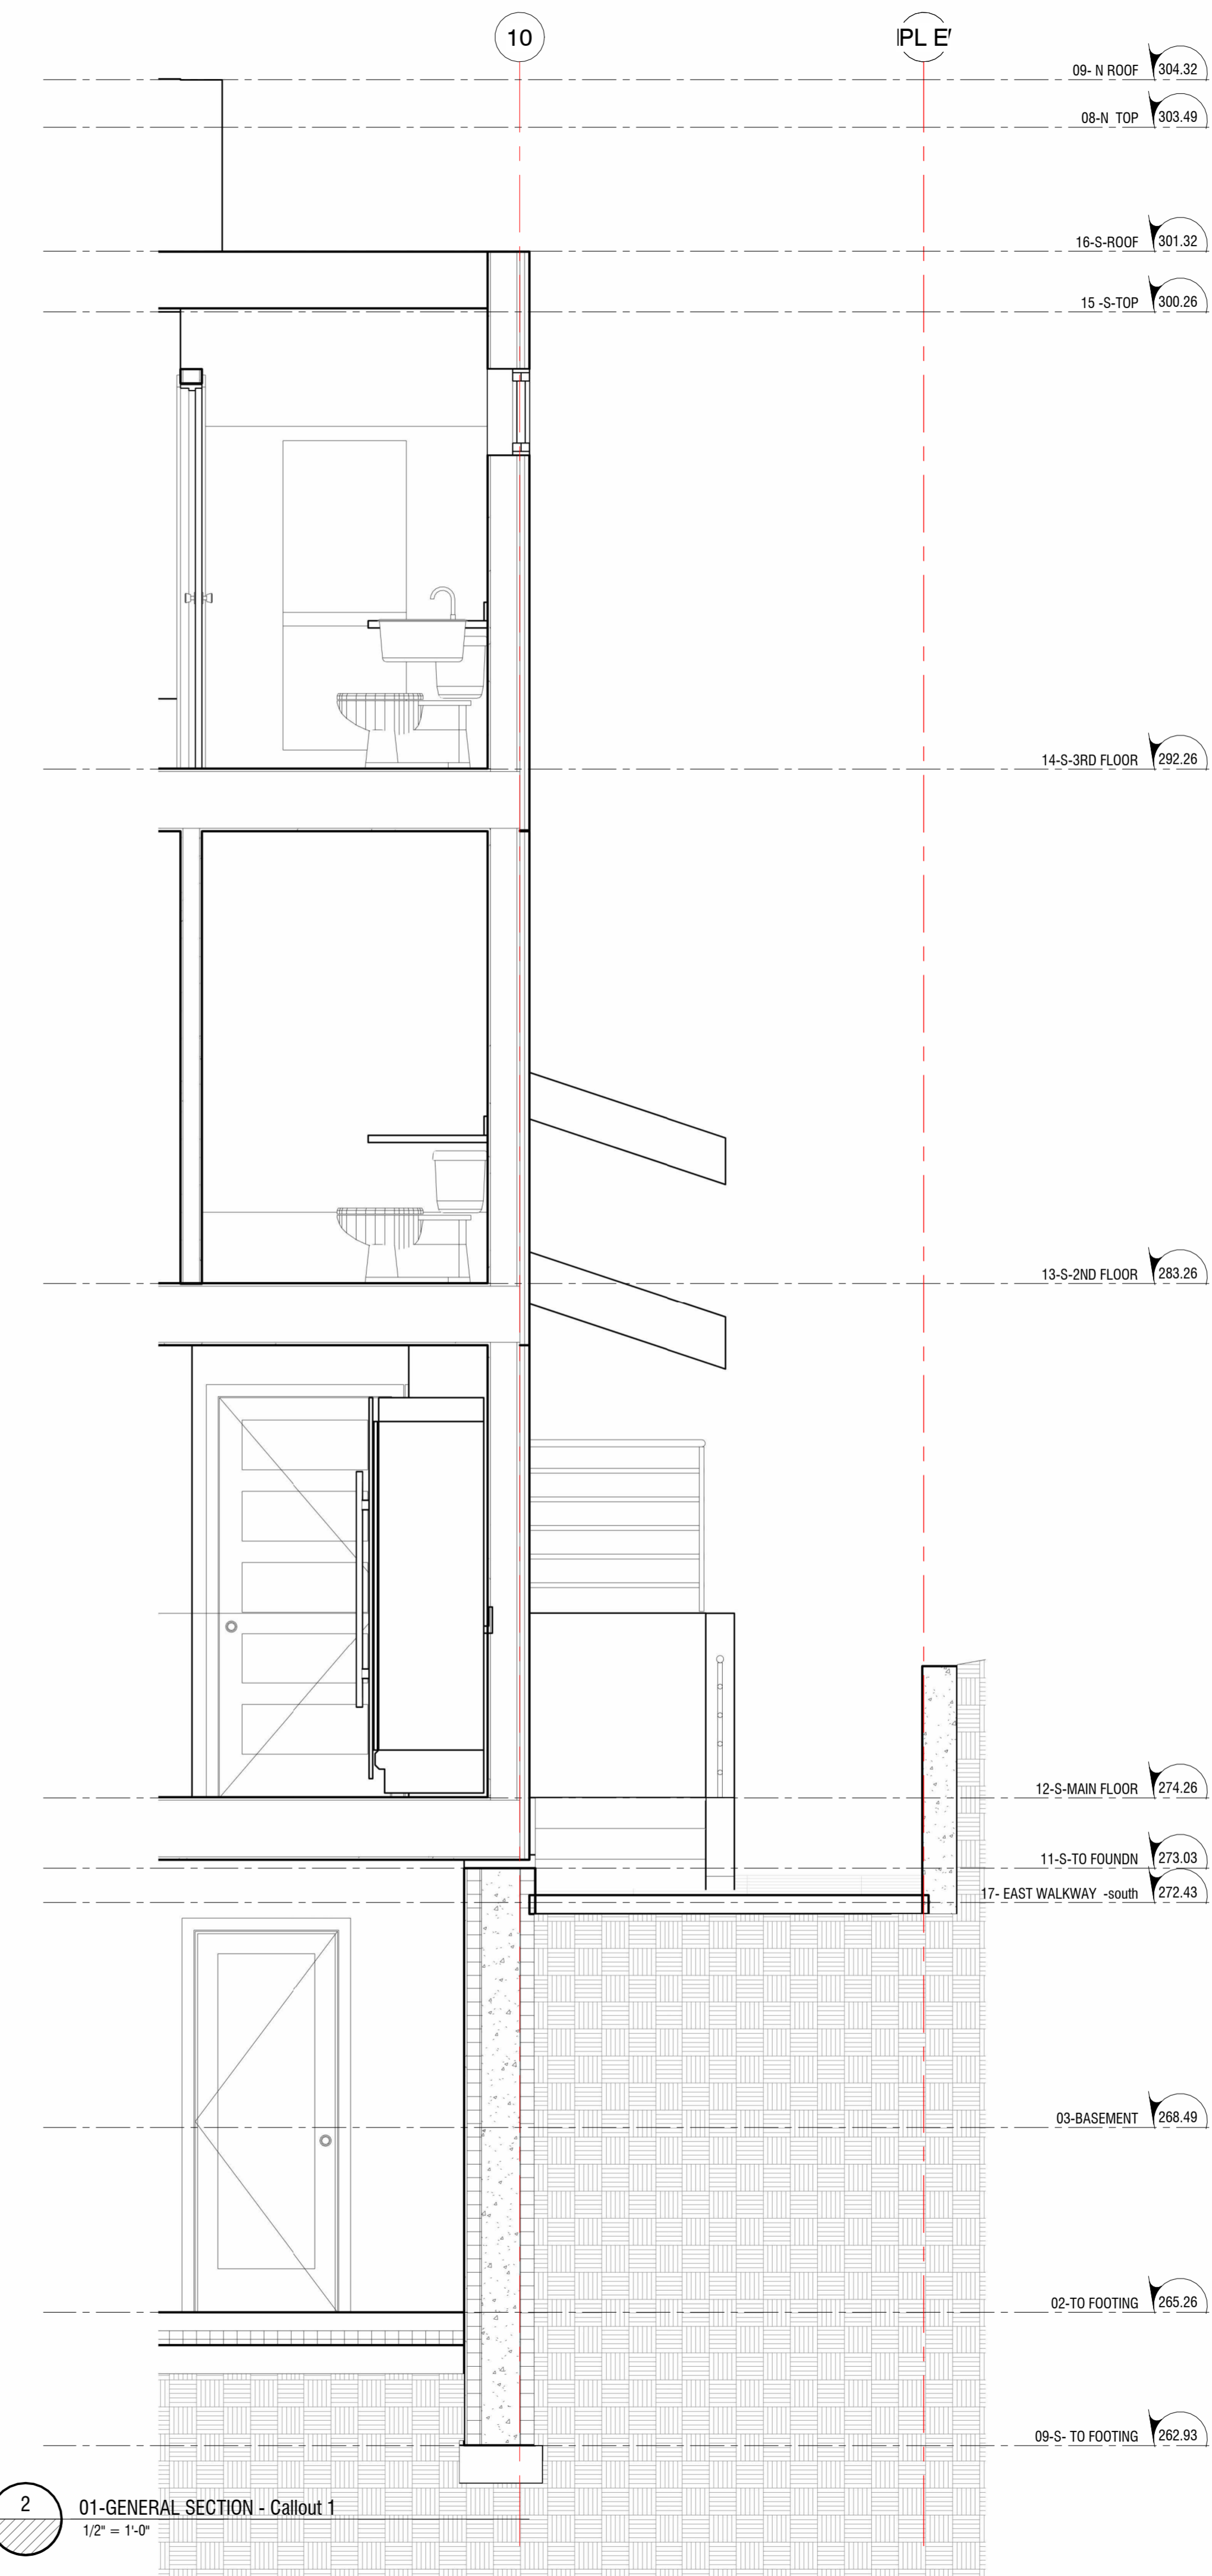 10
PL E
09- N ROOF 304.32
08-N TOP 303.49
16-S-ROOF 301.32
15 -S-TOP 300.26
14-S-3RD FLOOR 292.26
13-S-2ND FLOOR 283.26
12-S-MAIN FLOOR 274.26
11-S-TO FOUNDN 273.03
17- EAST WALKWAY -south 272.43
03-BASEMENT 268.49
02-TO FOOTING 265.26
09-S- TO FOOTING 262.93
2
01-GENERAL SECTION - Callout 1
1/2" = 1'-0"